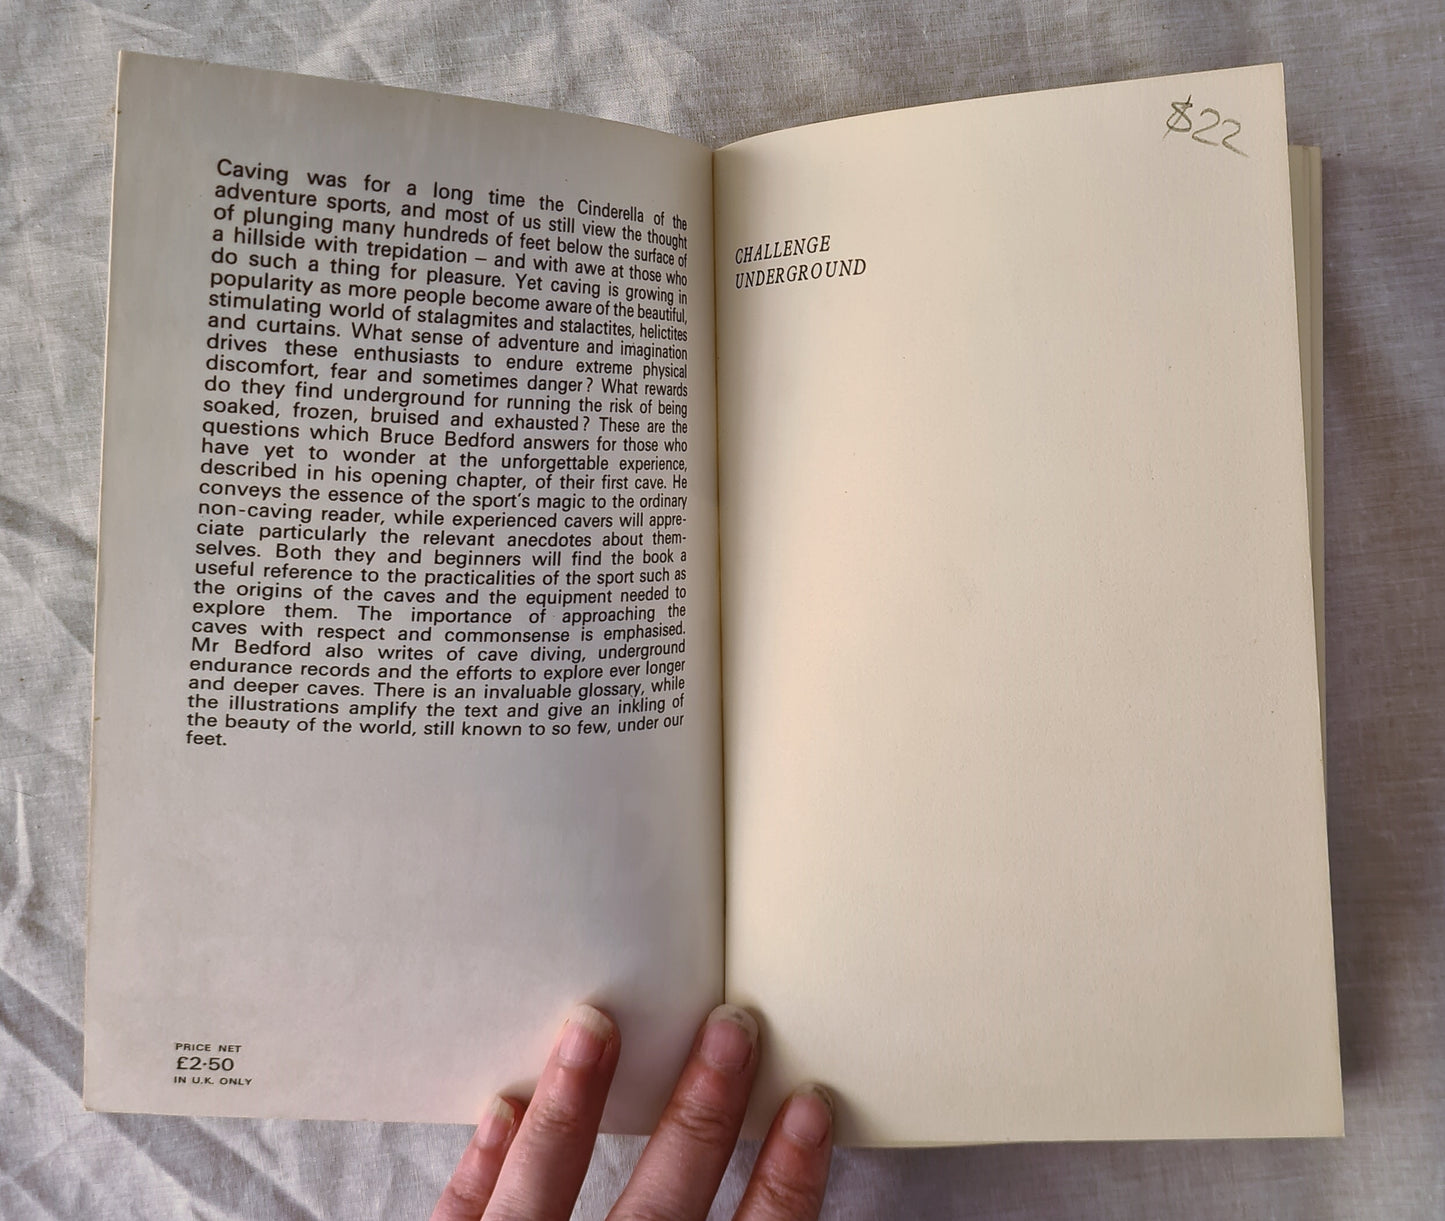 Caving was for a long time the Cinderella of the
adventure sports, and most of us still view the thought
of plunging many hundreds of feet below the surface of
a hillside with trepidation – and with awe at those who
do such a thing for pleasure. Yet caving is growing in
popularity as more people become aware of the beautiful,
stimulating world of stalagmites and stalactites, helictites
and curtains. What sense of adventure and imagination
drives these enthusiasts to endure extreme physical
discomfort, fear and sometimes danger? What rewards
do they find underground for running the risk of being
soaked, frozen, bruised and exhausted? These are the
questions which Bruce Bedford answers for those who
have yet to wonder at the unforgettable experience,
described in his opening chapter, of their first cave. He
conveys the essence of the sport's magic to the ordinary
non-caving reader, while experienced cavers will appre-
ciate particularly the relevant anecdotes about them-
selves. Both they and beginners will find the book a
useful reference to the practicalities of the sport such as
the origins of the caves and the equipment needed to
explore them. The importance of approaching the
caves with respect and commonsense is emphasised.
Mr Bedford also writes of cave diving, underground
endurance records and the efforts to explore ever longer
and deeper caves. There is an invaluable glossary, while
the illustrations amplify the text and give an inkling of
the beauty of the world, still known to so few, under our
feet.
PRICE NET
£2·50
IN U.K. ONLY
$22
CHALLENGE
UNDERGROUND